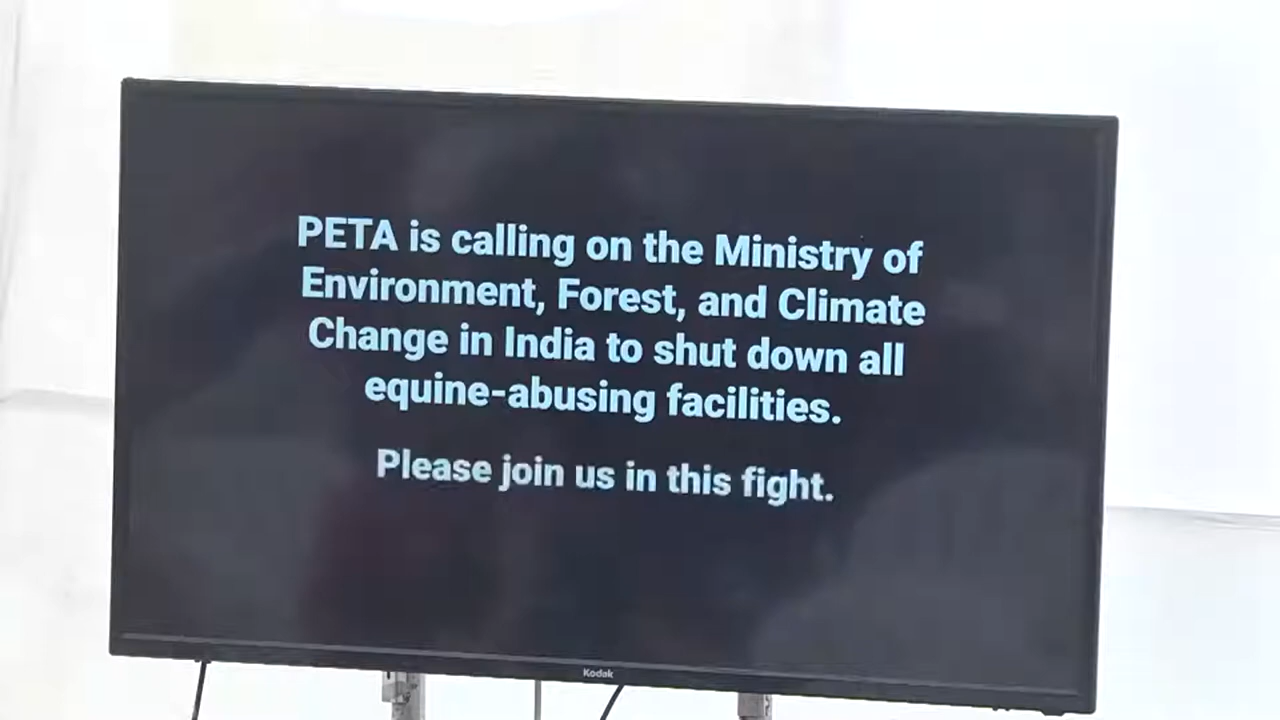 PETA is calling on the Ministry of
Environment, Forest, and Climate
Change in India to shut down all
equine-abusing facilities.
Please join us in this fight.
Kodak